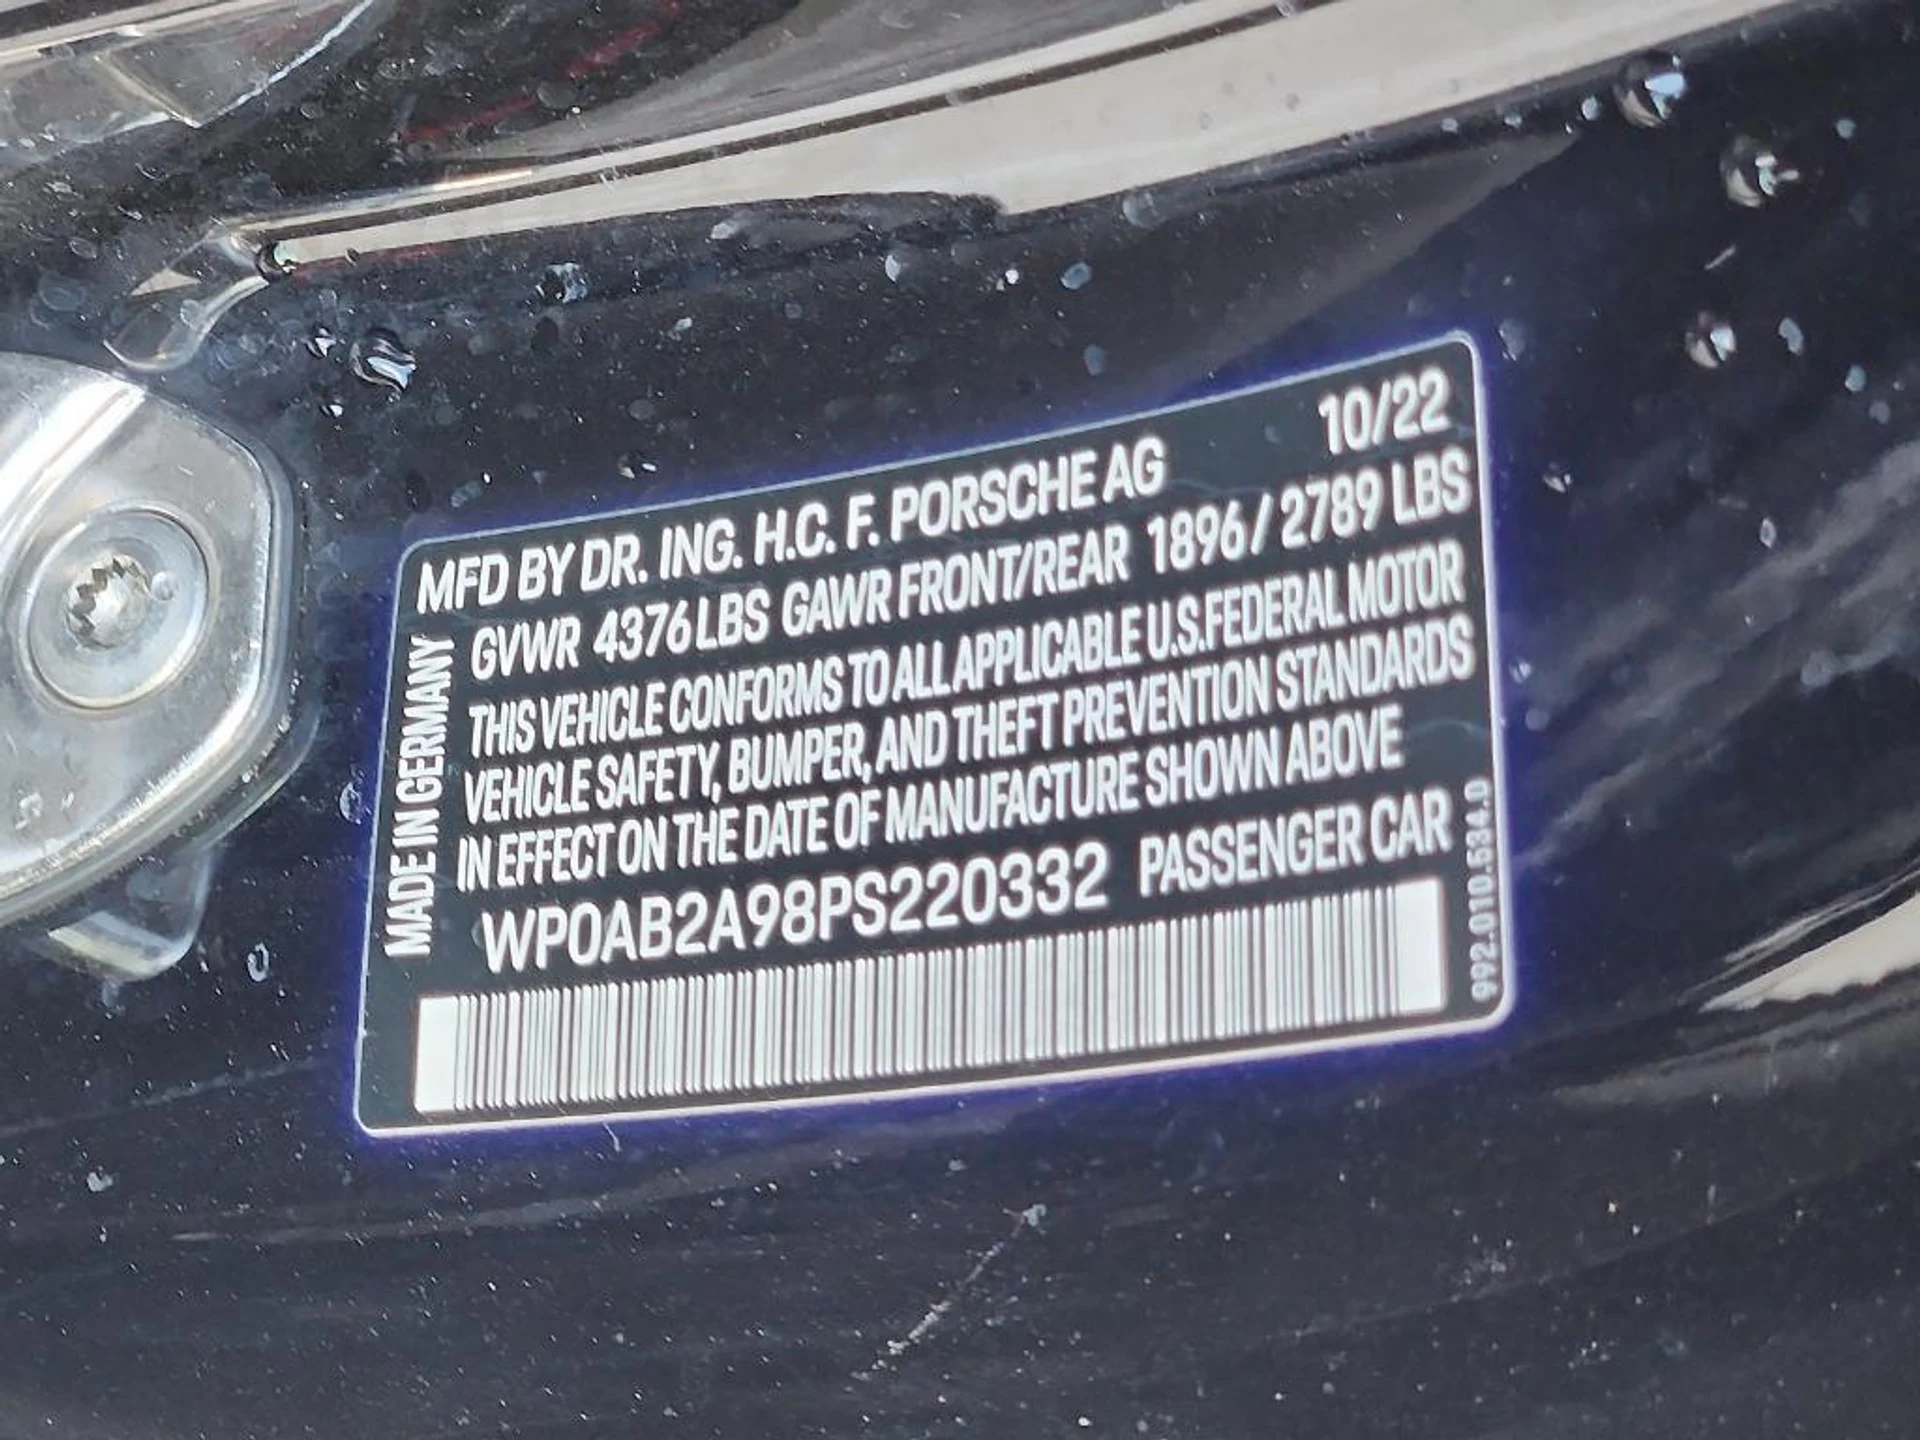 MFD BY DR. ING. H.C. F. PORSCHE AG 10/22
GVWR 4376 LBS GAWR FRONT/REAR 1896 / 2789 LBS
THIS VEHICLE CONFORMS TO ALL APPLICABLE U.S. FEDERAL MOTOR
VEHICLE SAFETY, BUMPER, AND THEFT PREVENTION STANDARDS
IN EFFECT ON THE DATE OF MANUFACTURE SHOWN ABOVE
WP0AB2A98PS220332 PASSENGER CAR
MADE IN GERMANY
992.010.534.D